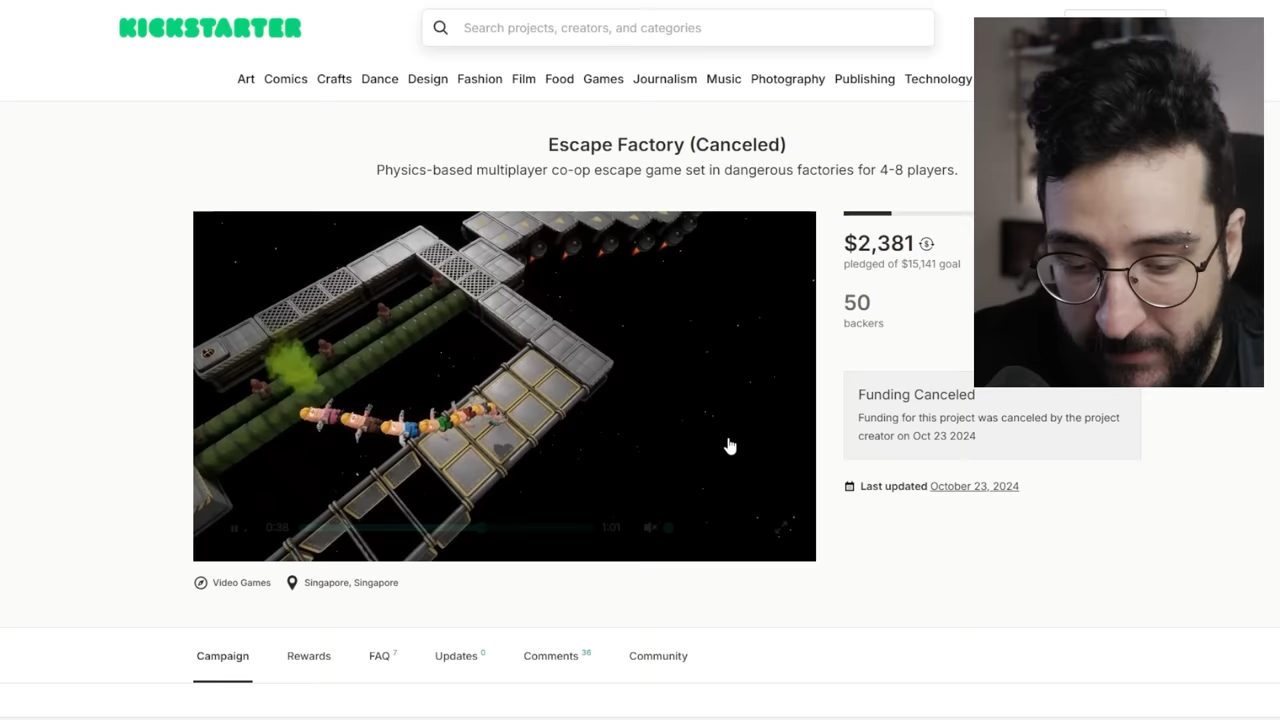 KICKSTARTER
Search projects, creators, and categories
Art Comics Crafts Dance Design Fashion Film Food Games Journalism Music Photography Publishing Technology
Escape Factory (Canceled)
Physics-based multiplayer co-op escape game set in dangerous factories for 4-8 players.
$2,381
pledged of $15,141 goal
50
backers
Funding Canceled
Funding for this project was canceled by the project
creator on Oct 23 2024
Last updated October 23, 2024
0:38 1:01
Video Games Singapore, Singapore
Campaign Rewards FAQ 7 Updates 0 Comments 36 Community